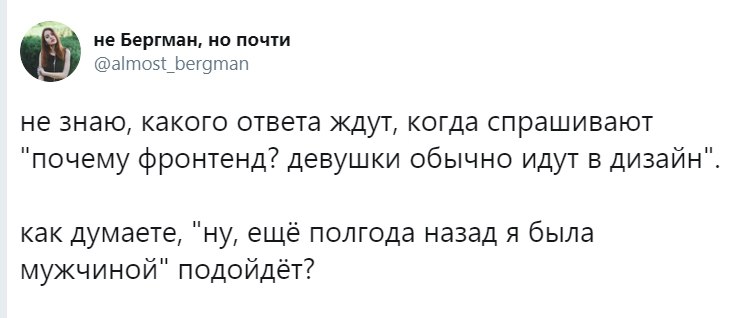 не Бергман, но почти
@almost_bergman
не знаю, какого ответа ждут, когда спрашивают
"почему фронтенд? девушки обычно идут в дизайн".
как думаете, "ну, ещё полгода назад я была
мужчиной" подойдёт?